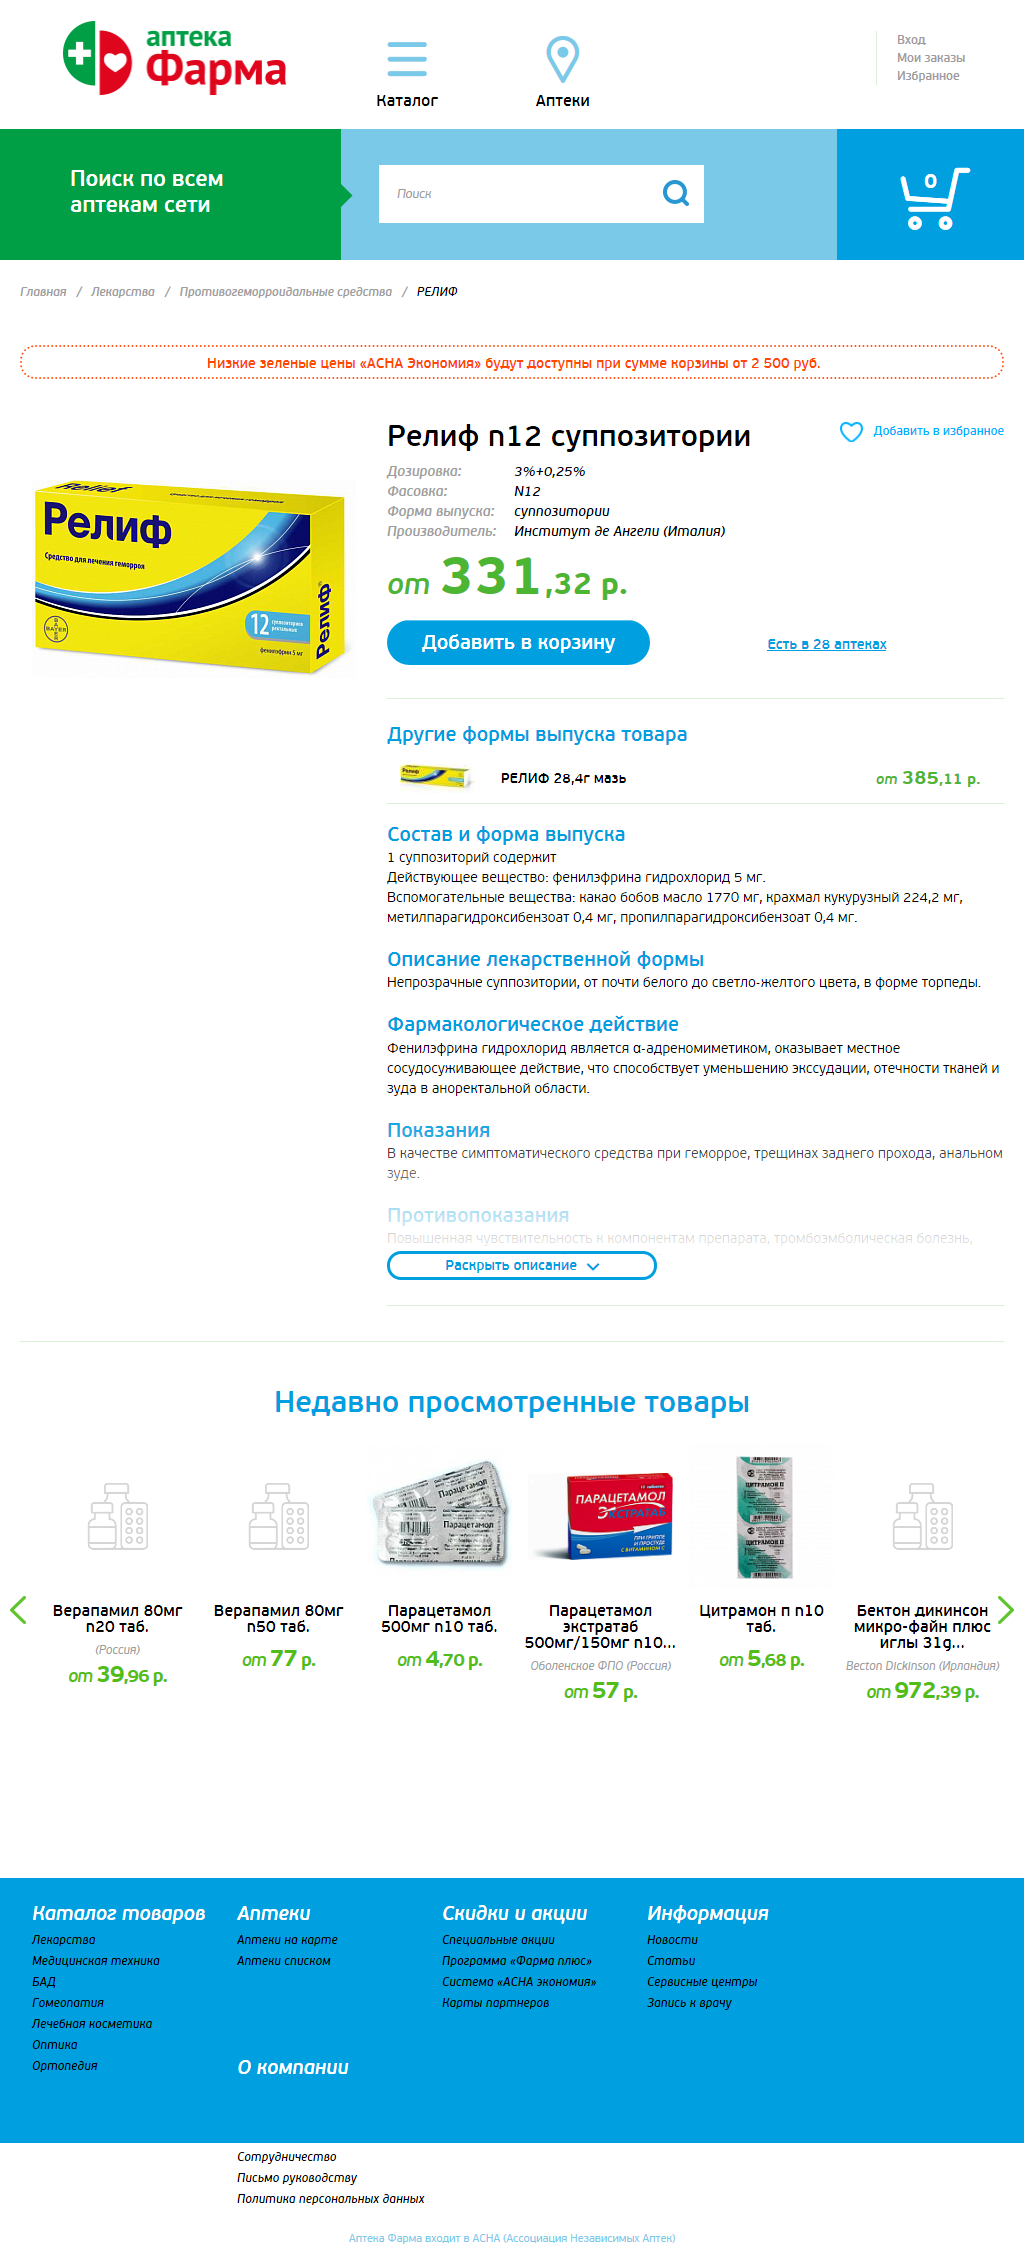 аптека
Фарма
Каталог
Аптеки
Вход
Мои заказы
Избранное
Поиск по всем
аптекам сети
Поиск
0
Главная / Лекарства / Противогеморроидальные средства / РЕЛИФ
Низкие зеленые цены «АСНА Экономия» будут доступны при сумме корзины от 2 500 руб.
Релиф n12 суппозитории
Добавить в избранное
Дозировка: 3%+0,25%
Фасовка: N12
Форма выпуска: суппозитории
Производитель: Институт де Ангели (Италия)
Relief
Релиф
Средство для лечения геморроя
BAYER
12 суппозиториев
ректальных
фенилэфрин 5 мг
Релиф
от 331,32 р.
Добавить в корзину
Есть в 28 аптеках
Другие формы выпуска товара
Релиф
РЕЛИФ 28,4г мазь
от 385,11 р.
Состав и форма выпуска
1 суппозиторий содержит
Действующее вещество: фенилэфрина гидрохлорид 5 мг.
Вспомогательные вещества: какао бобов масло 1770 мг, крахмал кукурузный 224,2 мг,
метилпарагидроксибензоат 0,4 мг, пропилпарагидроксибензоат 0,4 мг.
Описание лекарственной формы
Непрозрачные суппозитории, от почти белого до светло-желтого цвета, в форме торпеды.
Фармакологическое действие
Фенилэфрина гидрохлорид является α-адреномиметиком, оказывает местное
сосудосуживающее действие, что способствует уменьшению экссудации, отечности тканей и
зуда в аноректальной области.
Показания
В качестве симптоматического средства при геморрое, трещинах заднего прохода, анальном
зуде.
Противопоказания
Повышенная чувствительность к компонентам препарата, тромбоэмболическая болезнь,
Раскрыть описание
Недавно просмотренные товары
Парацетамол
Парацетамол
ПАРАЦЕТАМОЛ
ЭКСТРАТАБ
ПРИ ГРИППЕ
И ПРОСТУДЕ
С ВИТАМИНОМ С
ЦИТРАМОН П
ЦИТРАМОН П
Верапамил 80мг
n20 таб.
(Россия)
от 39,96 р.
Верапамил 80мг
n50 таб.
от 77 р.
Парацетамол
500мг n10 таб.
от 4,70 р.
Парацетамол
экстратаб
500мг/150мг n10...
Оболенское ФПО (Россия)
от 57 р.
Цитрамон п n10
таб.
от 5,68 р.
Бектон дикинсон
микро-файн плюс
иглы 31g...
Becton Dickinson (Ирландия)
от 972,39 р.
Каталог товаров
Лекарства
Медицинская техника
БАД
Гомеопатия
Лечебная косметика
Оптика
Ортопедия
Аптеки
Аптеки на карте
Аптеки списком
Скидки и акции
Специальные акции
Программа «Фарма плюс»
Система «АСНА экономия»
Карты партнеров
Информация
Новости
Статьи
Сервисные центры
Запись к врачу
О компании
Сотрудничество
Письмо руководству
Политика персональных данных
Аптека Фарма входит в АСНА (Ассоциация Независимых Аптек)